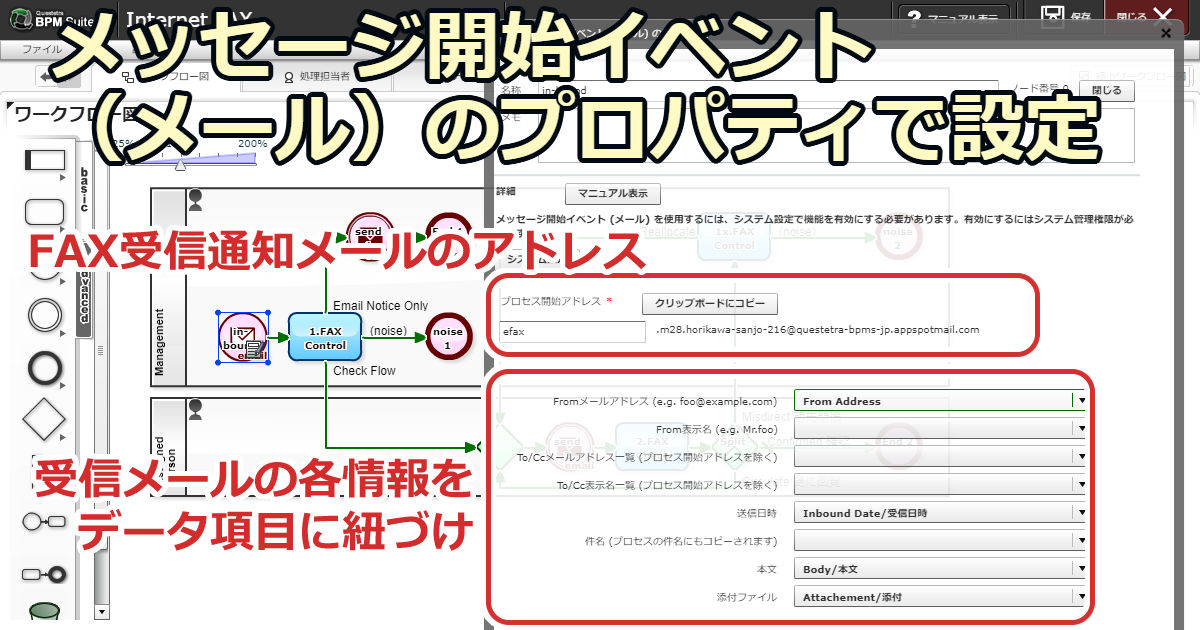 Questetra
BPM Suite
Internet FAX
マニュアル表示
保存
閉じる
メッセージ開始イベント
（メール）のプロパティで設定
ファイル
フロー図
処理担当者
名称
ノード番号 0
閉じる
メモ
ワークフロー図
25%
200%
basic
advanced
詳細
マニュアル表示
メッセージ開始イベント (メール) を使用するには、システム設定で機能を有効にする必要があります。有効にするにはシステム管理権限が必
send
Reallocate
1x.FAX
Control
(noise)
noise
2
FAX受信通知メールのアドレス
プロセス開始アドレス *
クリップボードにコピー
efax
.m28.horikawa-sanjo-216@questetra-bpms-jp.appspotmail.com
Management
Email Notice Only
1.FAX
Control
(noise)
noise
1
Check Flow
Fromメールアドレス (e.g. foo@example.com)
From Address
From表示名 (e.g. Mr.foo)
To/Ccメールアドレス一覧 (プロセス開始アドレスを除く)
To/Cc表示名一覧 (プロセス開始アドレスを除く)
送信日時
Inbound Date/受信日時
件名 (プロセスの件名にもコピーされます)
本文
Body/本文
添付ファイル
Attachement/添付
Misdirect
send
email
2.FAX
Split
Confirmed
End 2
受信メールの各情報を
データ項目に紐づけ